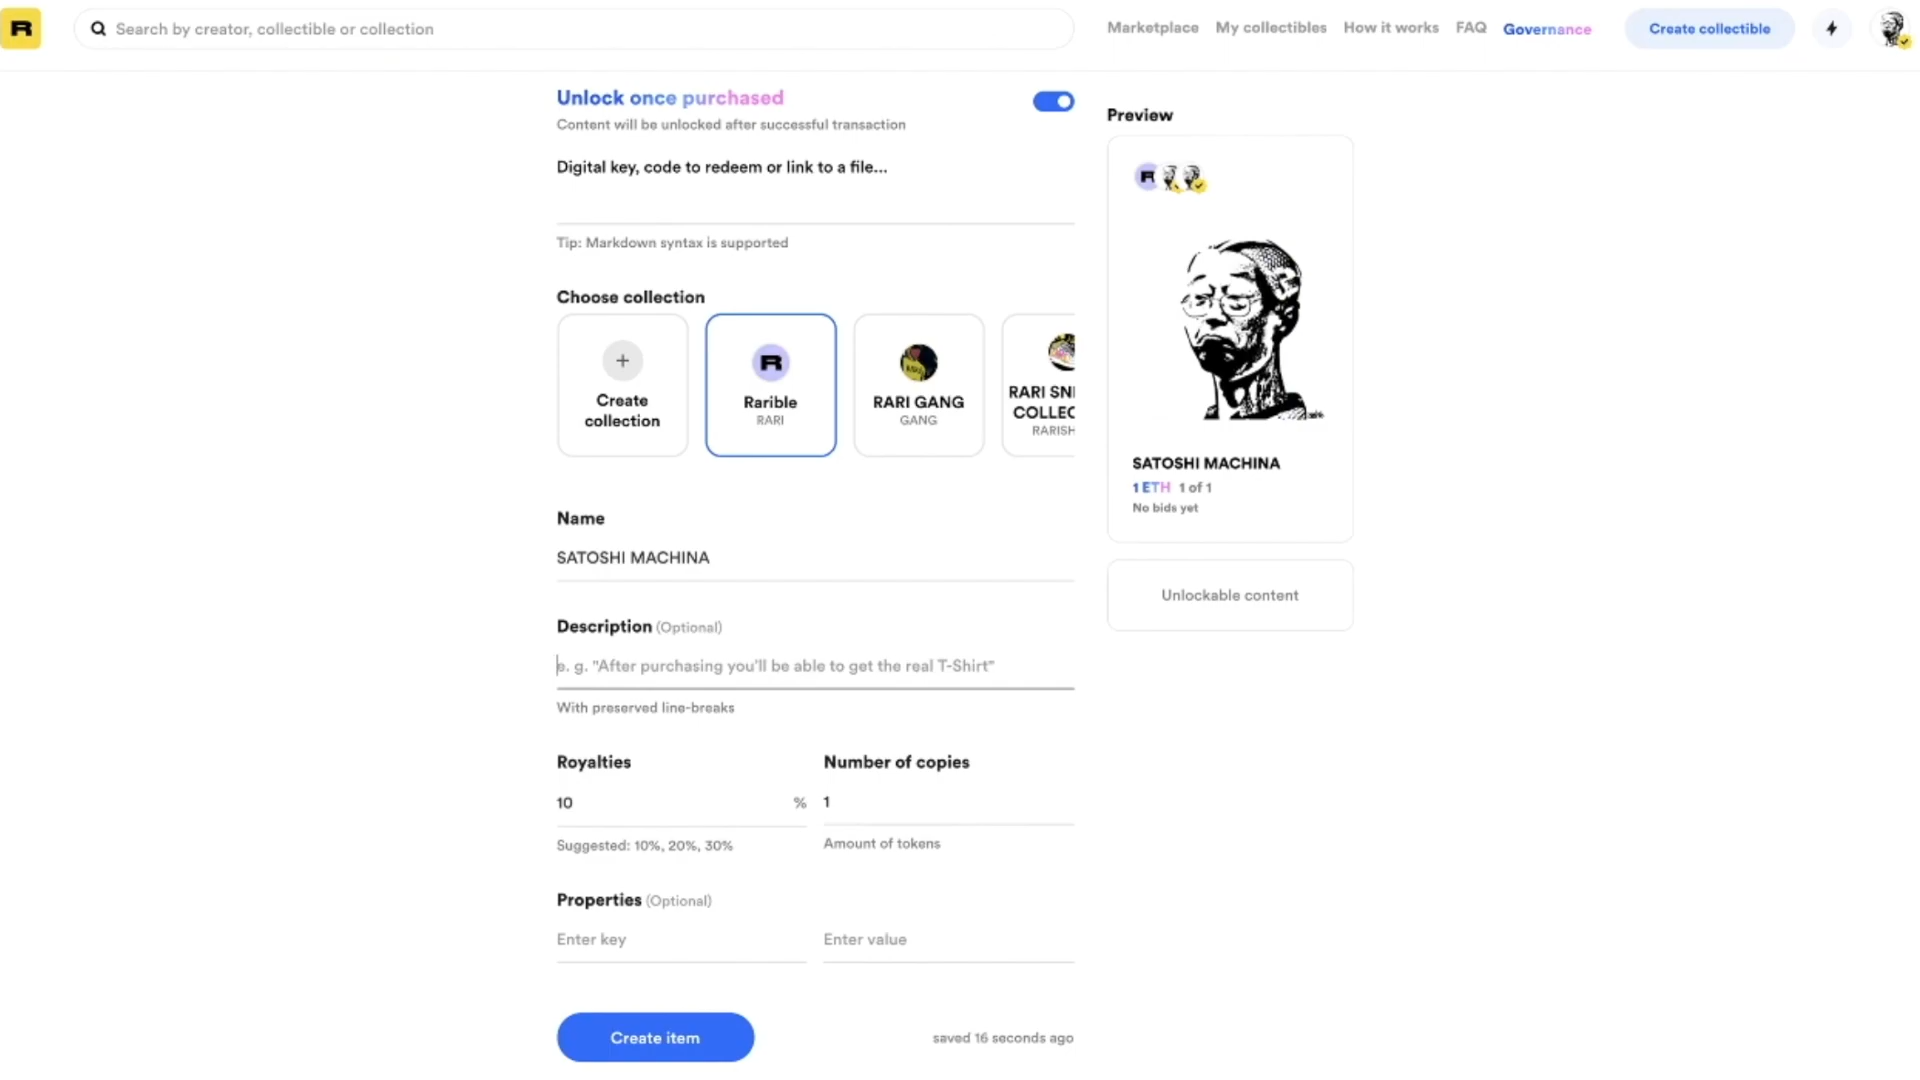 R
Search by creator, collectible or collection
Marketplace My collectibles How it works FAQ Governance
Create collectible
Unlock once purchased
Content will be unlocked after successful transaction
Digital key, code to redeem or link to a file...
Tip: Markdown syntax is supported
Choose collection
Create
collection
R
Rarible
RARI
RARI GANG
GANG
RARI SN
COLLEC
RARISH
Name
SATOSHI MACHINA
Description (Optional)
e. g. "After purchasing you'll be able to get the real T-Shirt"
With preserved line-breaks
Royalties
10 %
Suggested: 10%, 20%, 30%
Number of copies
1
Amount of tokens
Properties (Optional)
Enter key
Enter value
Create item
saved 16 seconds ago
Preview
R
SATOSHI MACHINA
1 ETH 1 of 1
No bids yet
Unlockable content